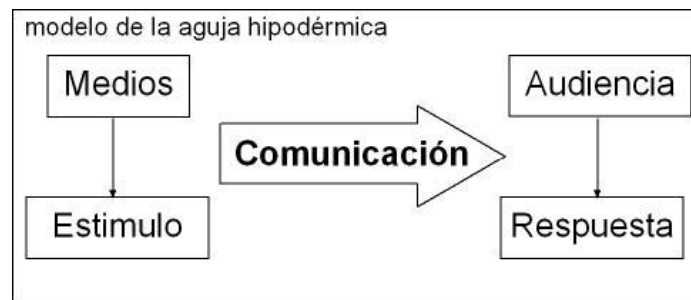 modelo de la aguja hipodérmica
Medios
Audiencia
Comunicación
Estimulo
Respuesta